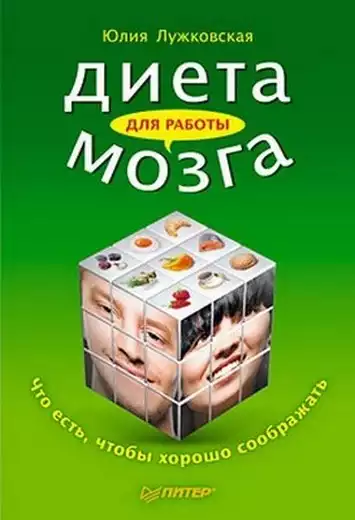 Юлия Лужковская
ДИЕТА
ДЛЯ РАБОТЫ
МОЗГА
Что есть, чтобы хорошо соображать
ПИТЕР®